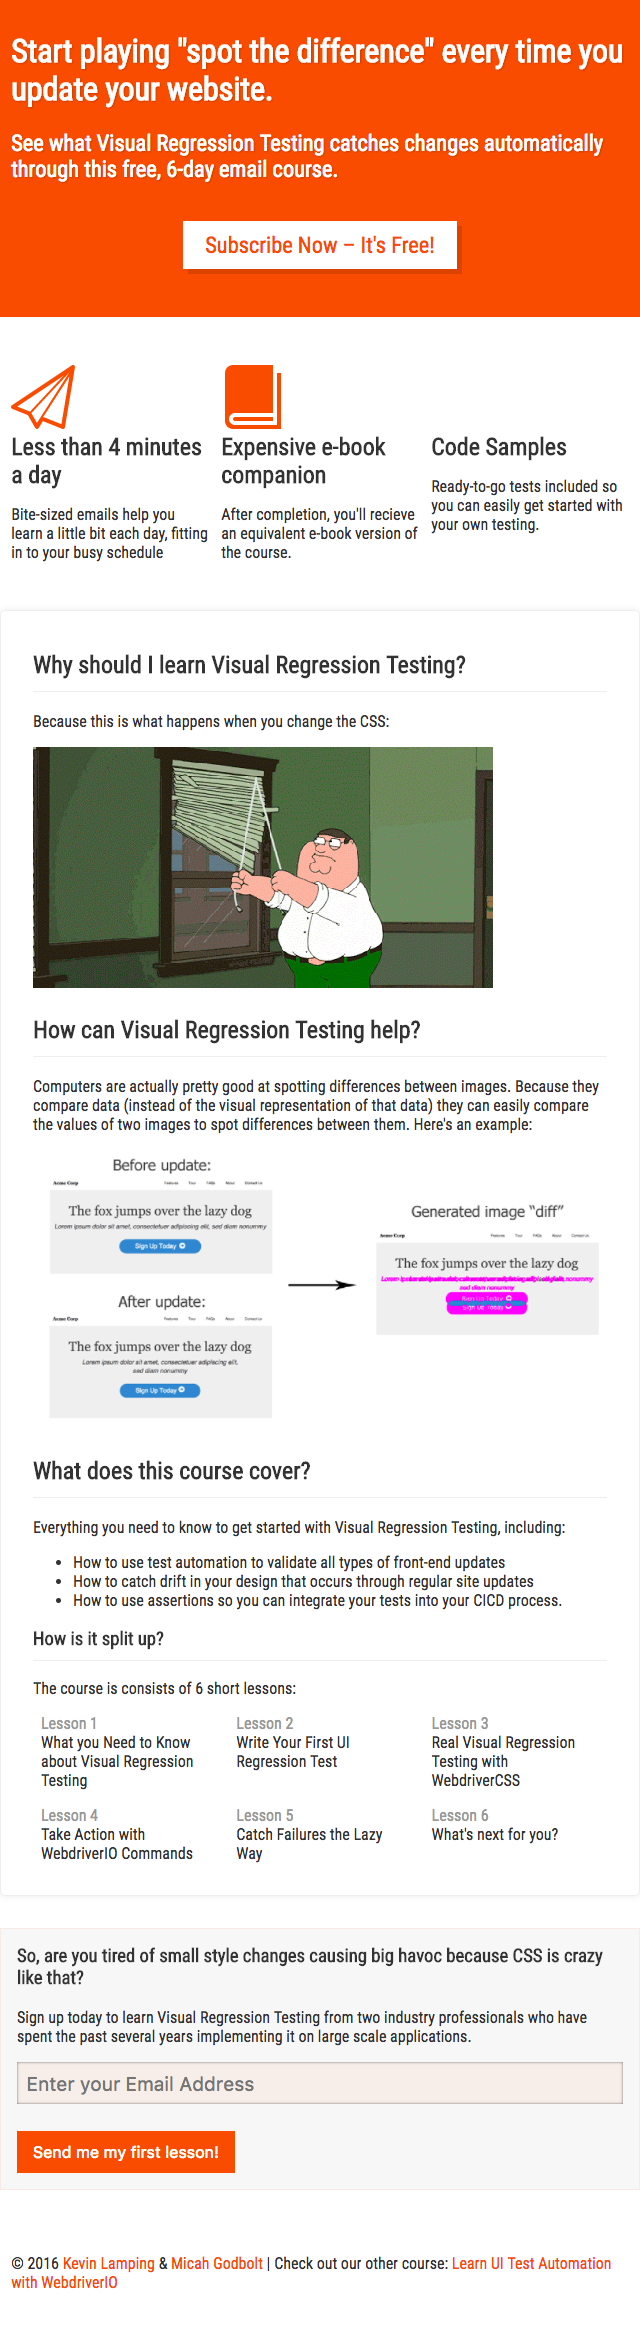 Start playing "spot the difference" every time you
update your website.
See what Visual Regression Testing catches changes automatically
through this free, 6-day email course.
Subscribe Now – It's Free!
Less than 4 minutes
a day
Bite-sized emails help you
learn a little bit each day, fitting
in to your busy schedule
Expensive e-book
companion
After completion, you'll recieve
an equivalent e-book version of
the course.
Code Samples
Ready-to-go tests included so
you can easily get started with
your own testing.
Why should I learn Visual Regression Testing?
Because this is what happens when you change the CSS:
How can Visual Regression Testing help?
Computers are actually pretty good at spotting differences between images. Because they
compare data (instead of the visual representation of that data) they can easily compare
the values of two images to spot differences between them. Here's an example:
Before update:
Acme Corp Features Tour FAQs About Contact Us
The fox jumps over the lazy dog
Lorem ipsum dolor sit amet, consectetuer adipiscing elit, sed diam nonummy
Sign Up Today
After update:
Acme Corp Features Tour FAQs About Contact Us
The fox jumps over the lazy dog
Lorem ipsum dolor sit amet, consectetuer adipiscing elit,
sed diam nonummy
Sign Up Today
Generated image “diff”
Acme Corp Features Tour FAQs About Contact Us
The fox jumps over the lazy dog
sed diam nonummy
Sign Up Today
What does this course cover?
Everything you need to know to get started with Visual Regression Testing, including:
• How to use test automation to validate all types of front-end updates
• How to catch drift in your design that occurs through regular site updates
• How to use assertions so you can integrate your tests into your CICD process.
How is it split up?
The course is consists of 6 short lessons:
Lesson 1
What you Need to Know
about Visual Regression
Testing
Lesson 2
Write Your First UI
Regression Test
Lesson 3
Real Visual Regression
Testing with
WebdriverCSS
Lesson 4
Take Action with
WebdriverIO Commands
Lesson 5
Catch Failures the Lazy
Way
Lesson 6
What's next for you?
So, are you tired of small style changes causing big havoc because CSS is crazy
like that?
Sign up today to learn Visual Regression Testing from two industry professionals who have
spent the past several years implementing it on large scale applications.
Enter your Email Address
Send me my first lesson!
© 2016 Kevin Lamping & Micah Godbolt | Check out our other course: Learn UI Test Automation
with WebdriverIO